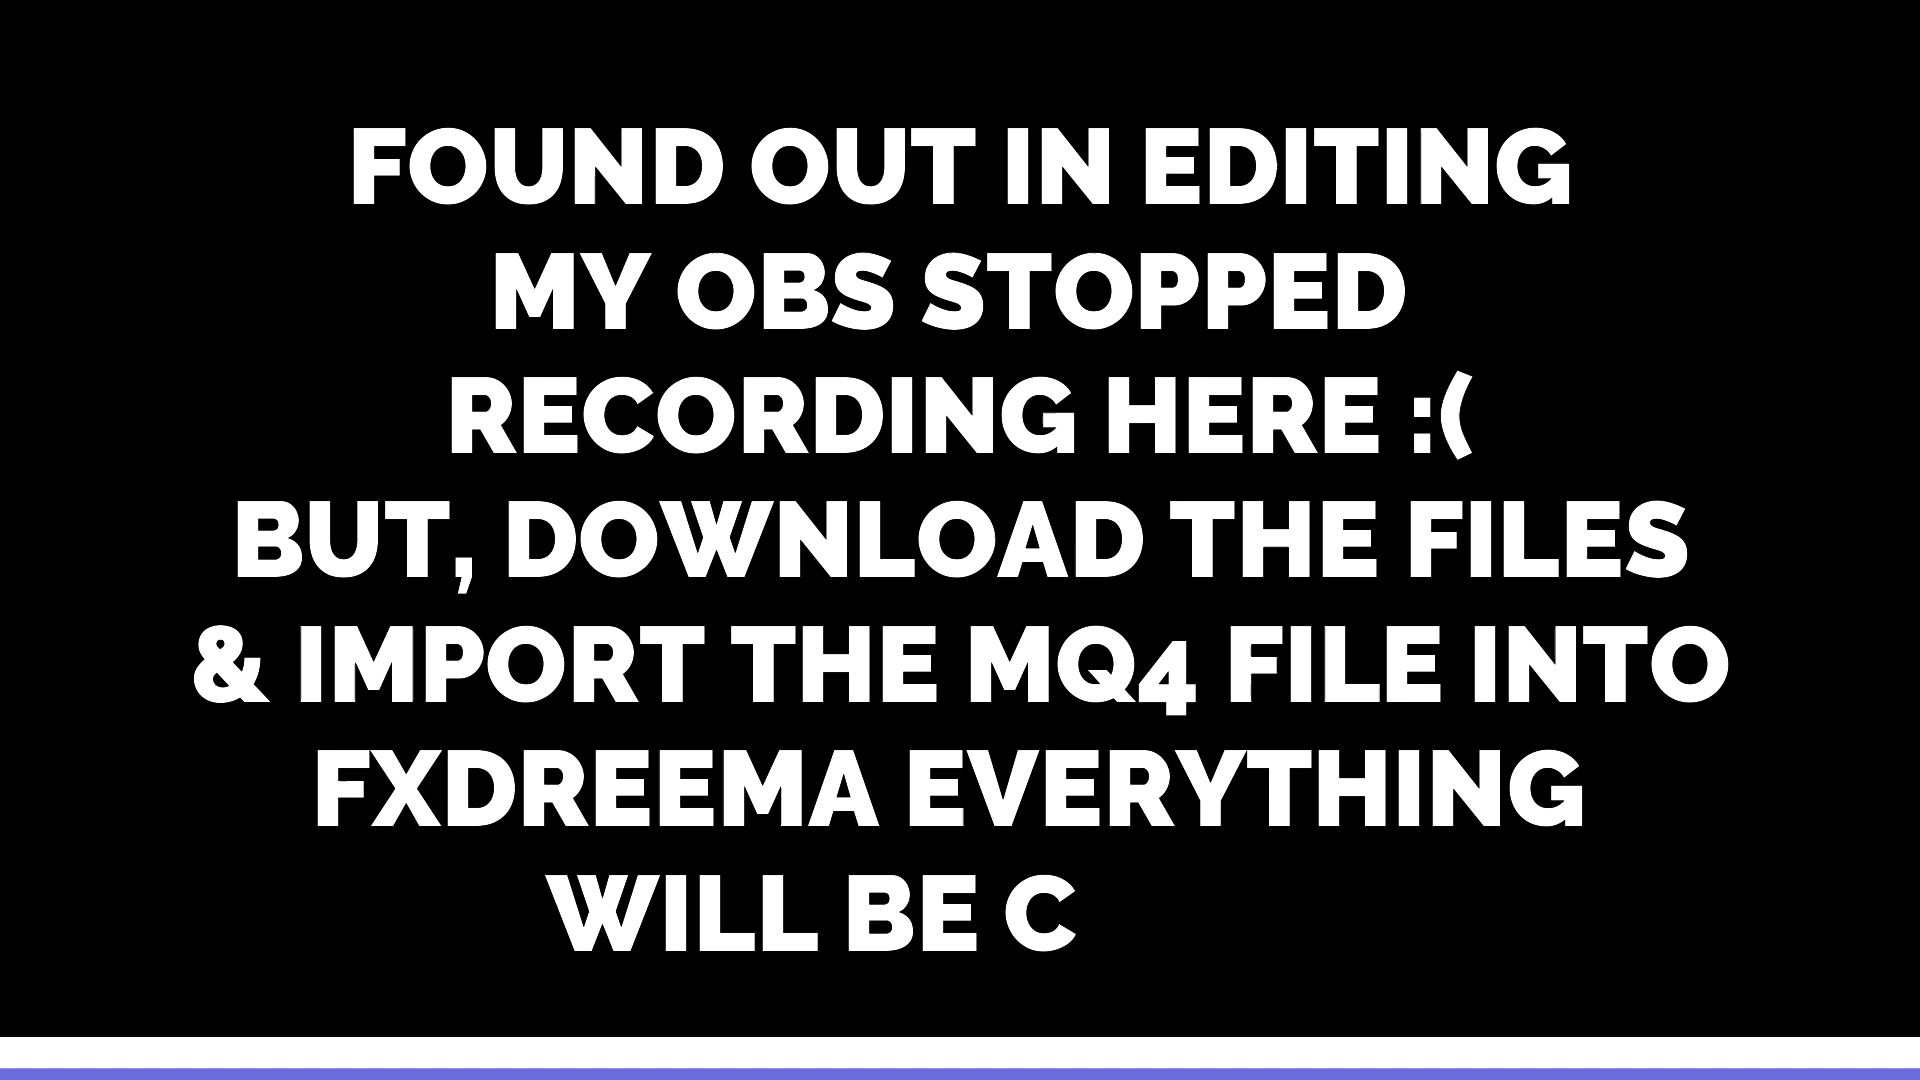 FOUND OUT IN EDITING
MY OBS STOPPED
RECORDING HERE :(
BUT, DOWNLOAD THE FILES
& IMPORT THE MQ4 FILE INTO
FXDREEMA EVERYTHING
WILL BE C